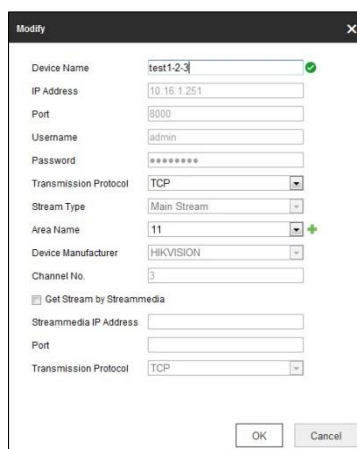 Modify
Device Name test1-2-3
IP Address 10.16.1.251
Port 8000
Username admin
Password ●●●●●●●●
Transmission Protocol TCP
Stream Type Main Stream
Area Name 11
Device Manufacturer HIKVISION
Channel No. 3
Get Stream by Streammedia
Streammedia IP Address
Port
Transmission Protocol TCP
OK Cancel